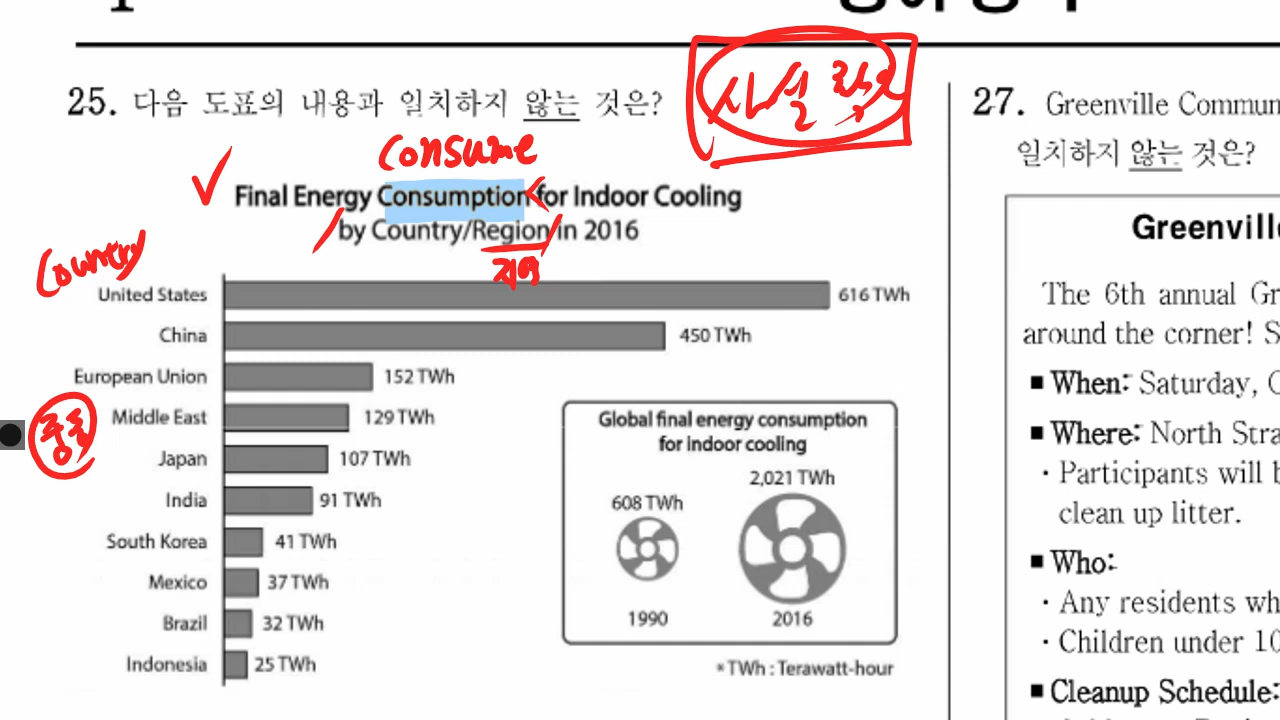 25. 다음 도표의 내용과 일치하지 않는 것은?
사실 확인
consume
Final Energy Consumption for Indoor Cooling
by Country/Region in 2016
지역
Country
United States 616 TWh
China 450 TWh
European Union 152 TWh
Middle East 129 TWh
중동
Japan 107 TWh
India 91 TWh
South Korea 41 TWh
Mexico 37 TWh
Brazil 32 TWh
Indonesia 25 TWh
Global final energy consumption
for indoor cooling
608 TWh
2,021 TWh
1990
2016
*TWh : Terawatt-hour
27. Greenville Commun
일치하지 않는 것은?
Greenville
The 6th annual Gr
around the corner! S
■ When: Saturday, O
■ Where: North Stra
· Participants will b
clean up litter.
■ Who:
· Any residents wh
· Children under 10
■ Cleanup Schedule: